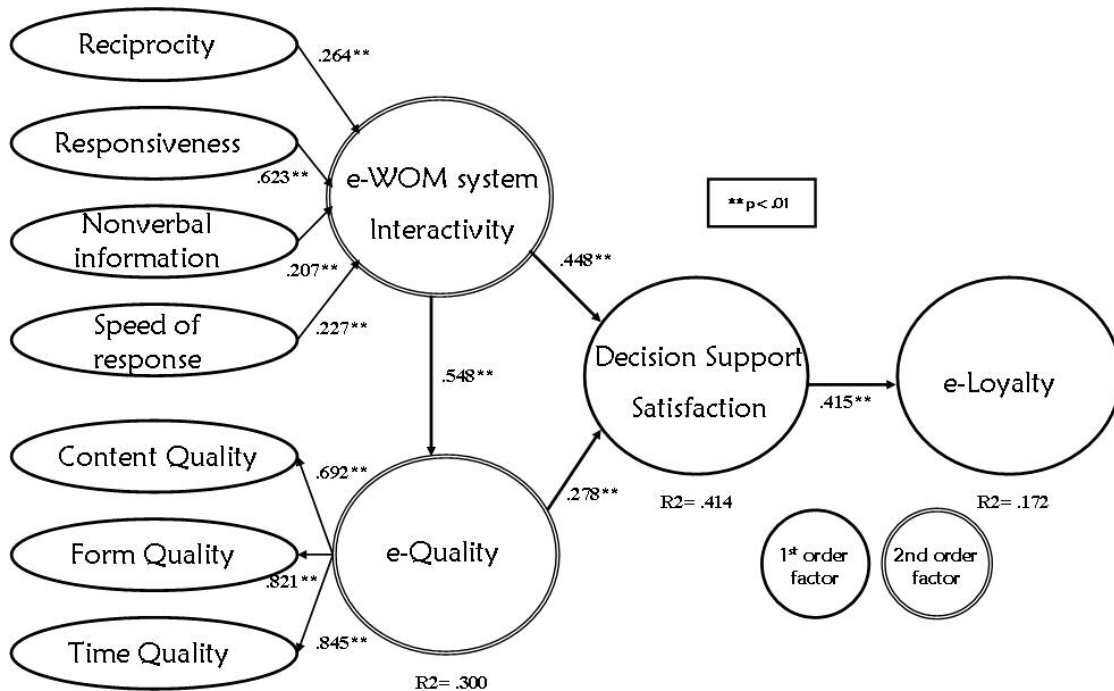 Reciprocity
.264**
Responsiveness
.623**
e-WOM system
Interactivity
**p< .01
Nonverbal
information
.207**
.448**
Speed of
response
.227**
.548**
Decision Support
Satisfaction
e-Loyalty
.415**
Content Quality
.692**
.278**
R2= .414
R2= .172
Form Quality
.821**
e-Quality
1st order
factor
2nd order
factor
Time Quality
.845**
R2= .300